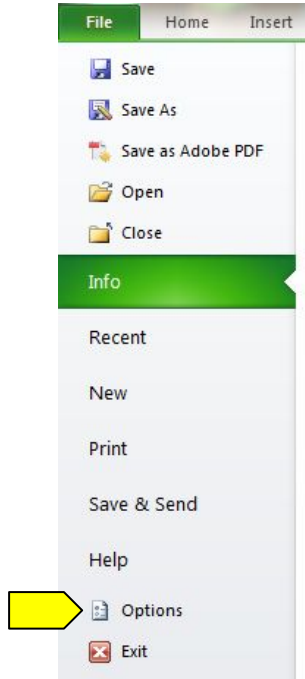 File Home Insert
Save
Save As
Save as Adobe PDF
Open
Close
Info
Recent
New
Print
Save & Send
Help
Options
Exit